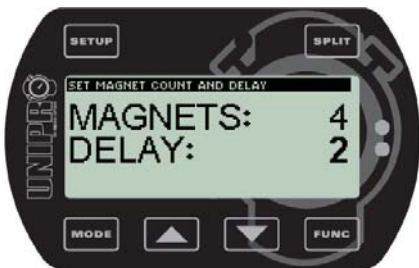 SETUP
SPLIT
SET MAGNET COUNT AND DELAY
MAGNETS: 4
DELAY: 2
UNIPRO
MODE
FUNC